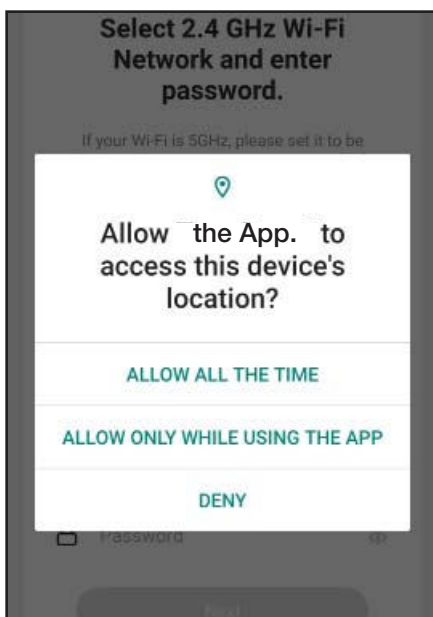 Select 2.4 GHz Wi-Fi
Network and enter
password.
If your Wi-Fi is 5GHz, please set it to be
Allow the App. to
access this device's
location?
ALLOW ALL THE TIME
ALLOW ONLY WHILE USING THE APP
DENY
Password
Next